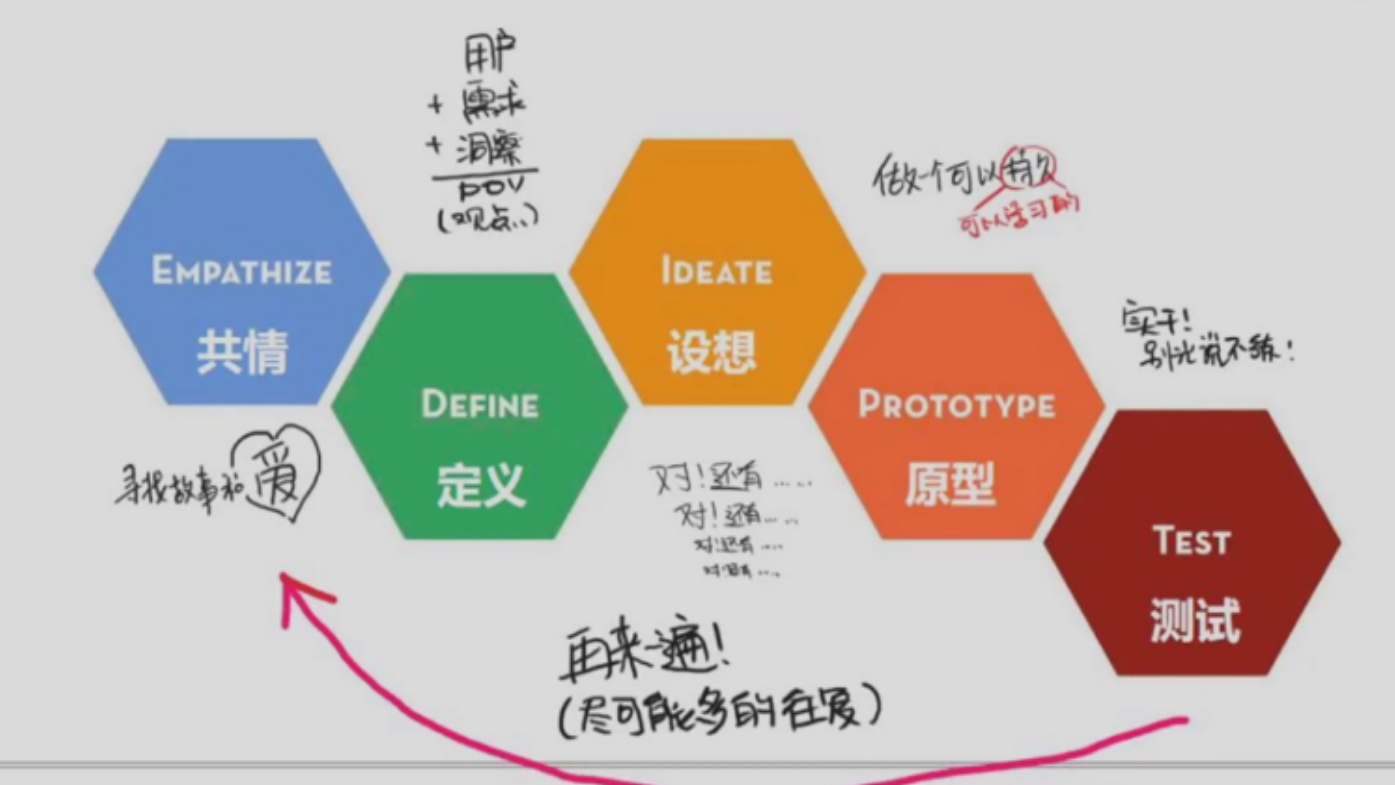 用户
+ 需求
+ 洞察
POV
(观点..)
EMPATHIZE
共情
寻找故事和爱
DEFINE
定义
IDEATE
设想
对!还有.....
对!还有.....
对!还有....
对!还有....
做一个可以
可以学习的
PROTOTYPE
原型
实干!
别光说不练!
TEST
测试
再来一遍!
(尽可能多的往复)